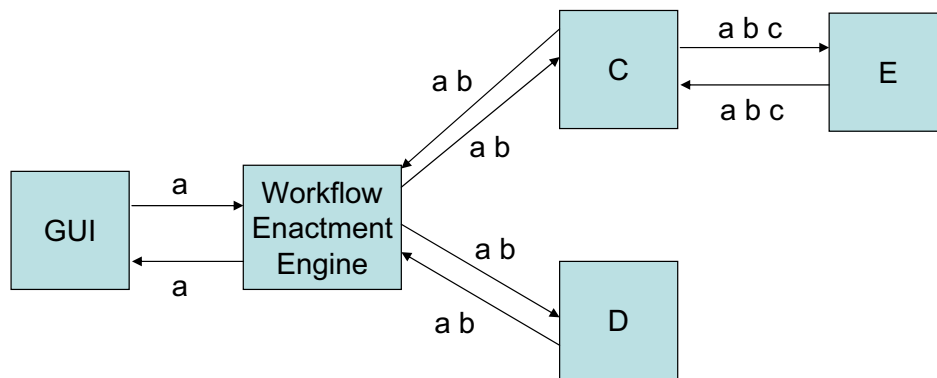 a b c
C
E
a b
a b c
a b
a
Workflow
Enactment
Engine
GUI
a b
a
a b
D